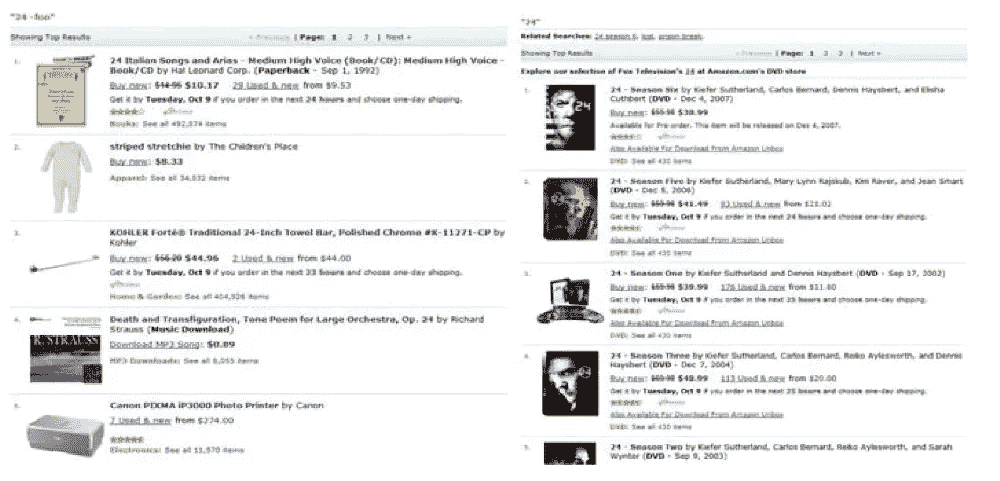 "24 -foo"
Showing Top Results
« Previous | Page: 1 2 3 | Next »
1.
24 Italian Songs and Arias - Medium High Voice (Book/CD): Medium High Voice -
Book/CD by Hal Leonard Corp. (Paperback - Sep 1, 1992)
Buy new: $14.95 $10.17 29 Used & new from $9.53
Get it by Tuesday, Oct 9 if you order in the next 24 hours and choose one-day shipping.
Books: See all 492,874 items
2.
striped stretchie by The Children's Place
Buy new: $8.33
Apparel: See all 34,832 items
3.
KOHLER Forté® Traditional 24-Inch Towel Bar, Polished Chrome #K-11271-CP by
Kohler
Buy new: $56.20 $44.96 2 Used & new from $44.00
Get it by Tuesday, Oct 9 if you order in the next 23 hours and choose one-day shipping.
Home & Garden: See all 404,926 items
4.
Death and Transfiguration, Tone Poem for Large Orchestra, Op. 24 by Richard
Strauss (Music Download)
Download MP3 Song: $0.89
MP3 Downloads: See all 8,055 items
R. STRAUSS
5.
Canon PIXMA iP3000 Photo Printer by Canon
2 Used & new from $274.00
Electronics: See all 11,970 items
"24"
Related Searches: 24 season 6, lost, prison break.
Showing Top Results
« Previous | Page: 1 2 3 | Next »
Explore our selection of Fox Television's 24 at Amazon.com's DVD store
1.
24 - Season Six by Kiefer Sutherland, Carlos Bernard, Dennis Haysbert, and Elisha
Cuthbert (DVD - Dec 4, 2007)
Buy new: $59.98 $38.99
Available for Pre-order. This item will be released on Dec 4, 2007.
Also Available For Download From Amazon Unbox
DVD: See all 430 items
2.
24 - Season Five by Kiefer Sutherland, Mary Lynn Rajskub, Kim Raver, and Jean Smart
(DVD - Dec 5, 2006)
Buy new: $59.98 $41.49 93 Used & new from $21.02
Get it by Tuesday, Oct 9 if you order in the next 24 hours and choose one-day shipping.
Also Available For Download From Amazon Unbox
DVD: See all 430 items
3.
24 - Season One by Kiefer Sutherland and Dennis Haysbert (DVD - Sep 17, 2002)
Buy new: $59.98 $39.99 176 Used & new from $11.80
Get it by Tuesday, Oct 9 if you order in the next 25 hours and choose one-day shipping.
Also Available For Download From Amazon Unbox
DVD: See all 430 items
4.
24 - Season Three by Kiefer Sutherland, Carlos Bernard, Reiko Aylesworth, and Dennis
Haysbert (DVD - Dec 7, 2004)
Buy new: $69.98 $48.99 113 Used & new from $20.00
Get it by Tuesday, Oct 9 if you order in the next 25 hours and choose one-day shipping.
Also Available For Download From Amazon Unbox
DVD: See all 430 items
5.
24 - Season Two by Kiefer Sutherland, Carlos Bernard, Reiko Aylesworth, and Sarah
Wynter (DVD - Sep 9, 2003)